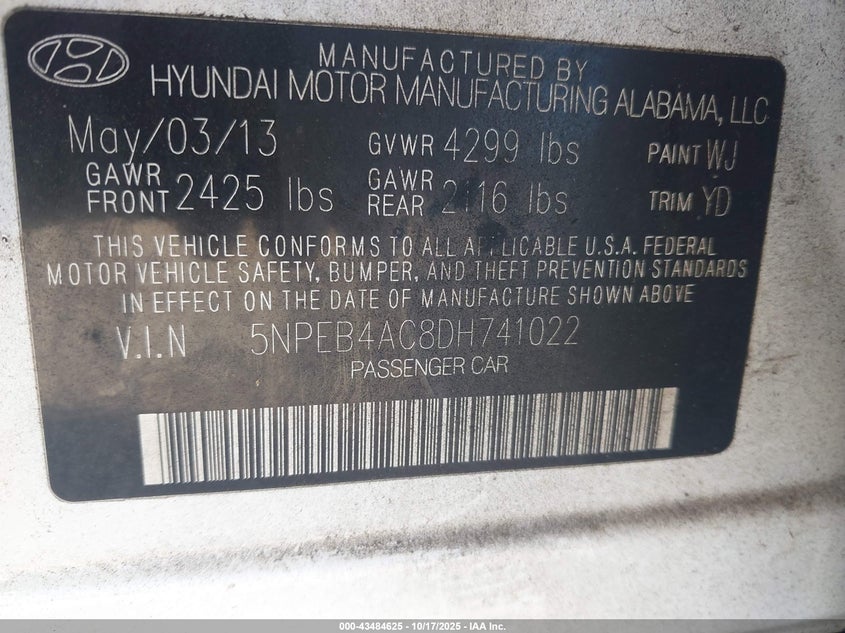 MANUFACTURED BY
HYUNDAI MOTOR MANUFACTURING ALABAMA, LLC
May/03/13 GVWR 4299 lbs PAINT WJ
GAWR FRONT 2425 lbs GAWR REAR 2116 lbs TRIM YD
THIS VEHICLE CONFORMS TO ALL APPLICABLE U.S.A. FEDERAL
MOTOR VEHICLE SAFETY, BUMPER, AND THEFT PREVENTION STANDARDS
IN EFFECT ON THE DATE OF MANUFACTURE SHOWN ABOVE
V.I.N 5NPEB4AC8DH741022
PASSENGER CAR
000-43484625 - 10/17/2025 - IAA Inc.